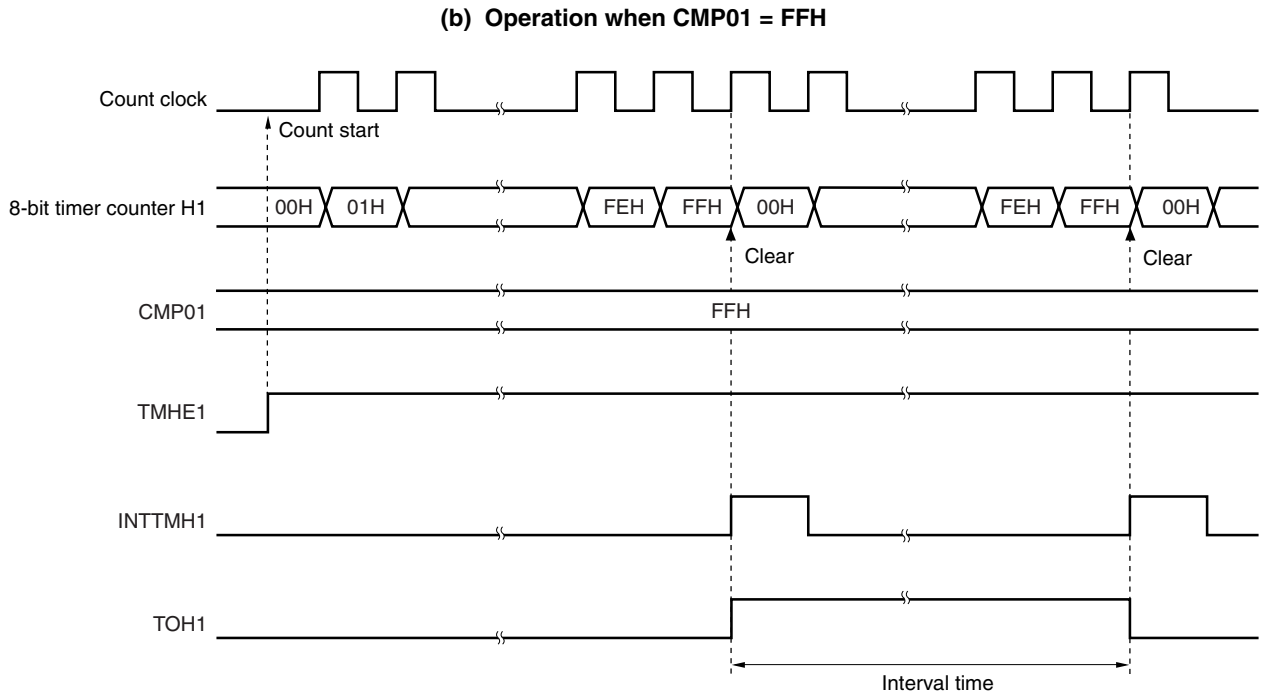 (b) Operation when CMP01 = FFH
Count clock
Count start
8-bit timer counter H1
00H 01H FEH FFH 00H FEH FFH 00H
Clear Clear
CMP01 FFH
TMHE1
INTTMH1
TOH1
Interval time